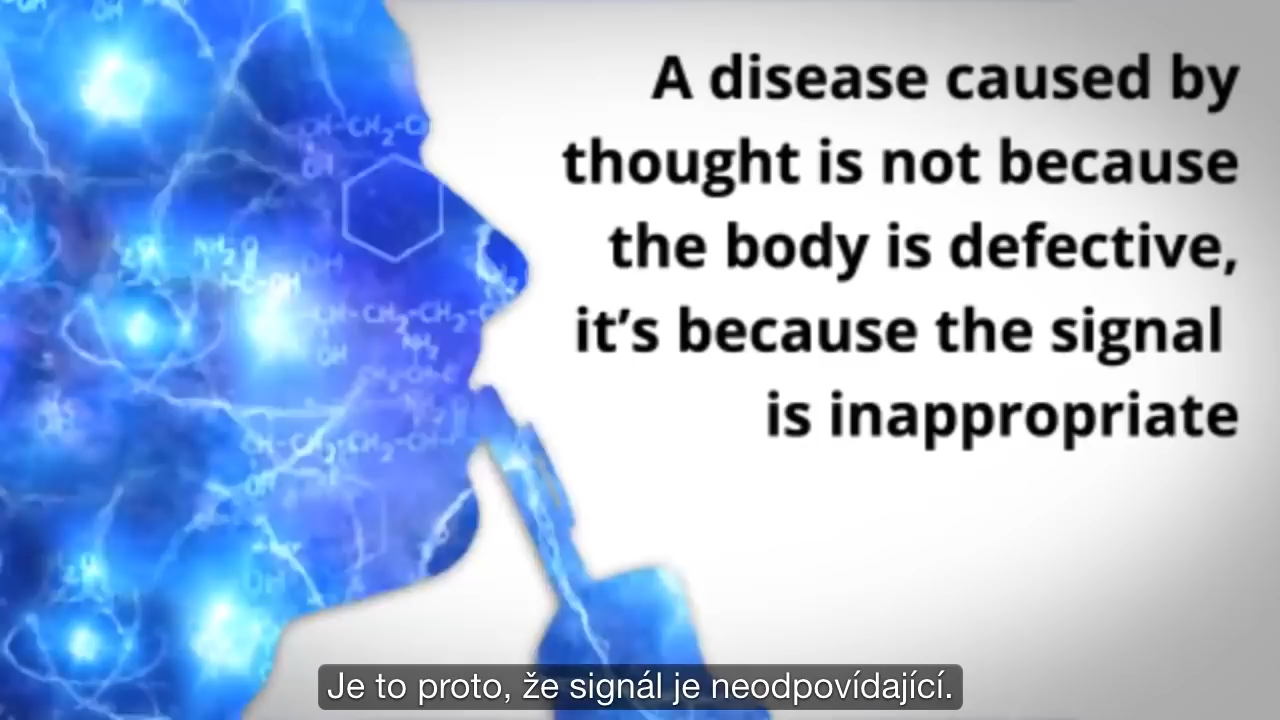 A disease caused by
thought is not because
the body is defective,
it's because the signal
is inappropriate
Je to proto, že signál je neodpovídající.